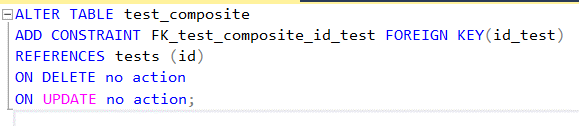 ALTER TABLE test_composite
ADD CONSTRAINT FK_test_composite_id_test FOREIGN KEY(id_test)
REFERENCES tests (id)
ON DELETE no action
ON UPDATE no action;